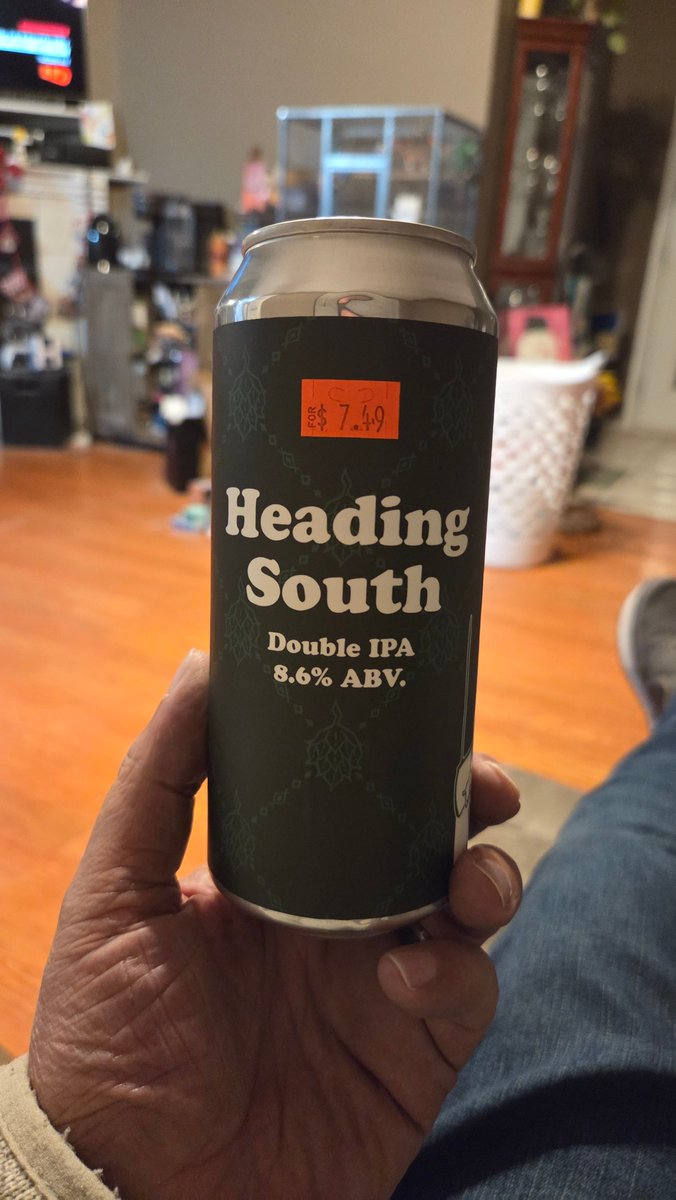 FOR $ 7.49
Heading
South
Double IPA
8.6% ABV.